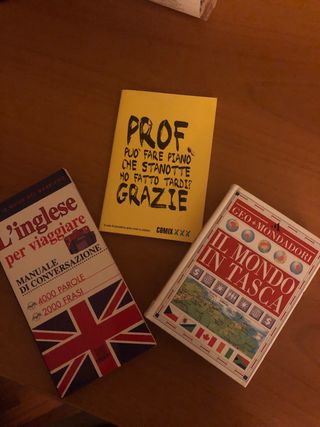 PROF
PUO' FARE PIANO
CHE STANOTTE
HO FATTO TARDI?
GRAZIE
COMIX XXX
L'inglese
per viaggiare
MANUALE
DI CONVERSAZIONE
4000 PAROLE
2000 FRASI
GEO•MONDADORI
IL MONDO
IN TASCA